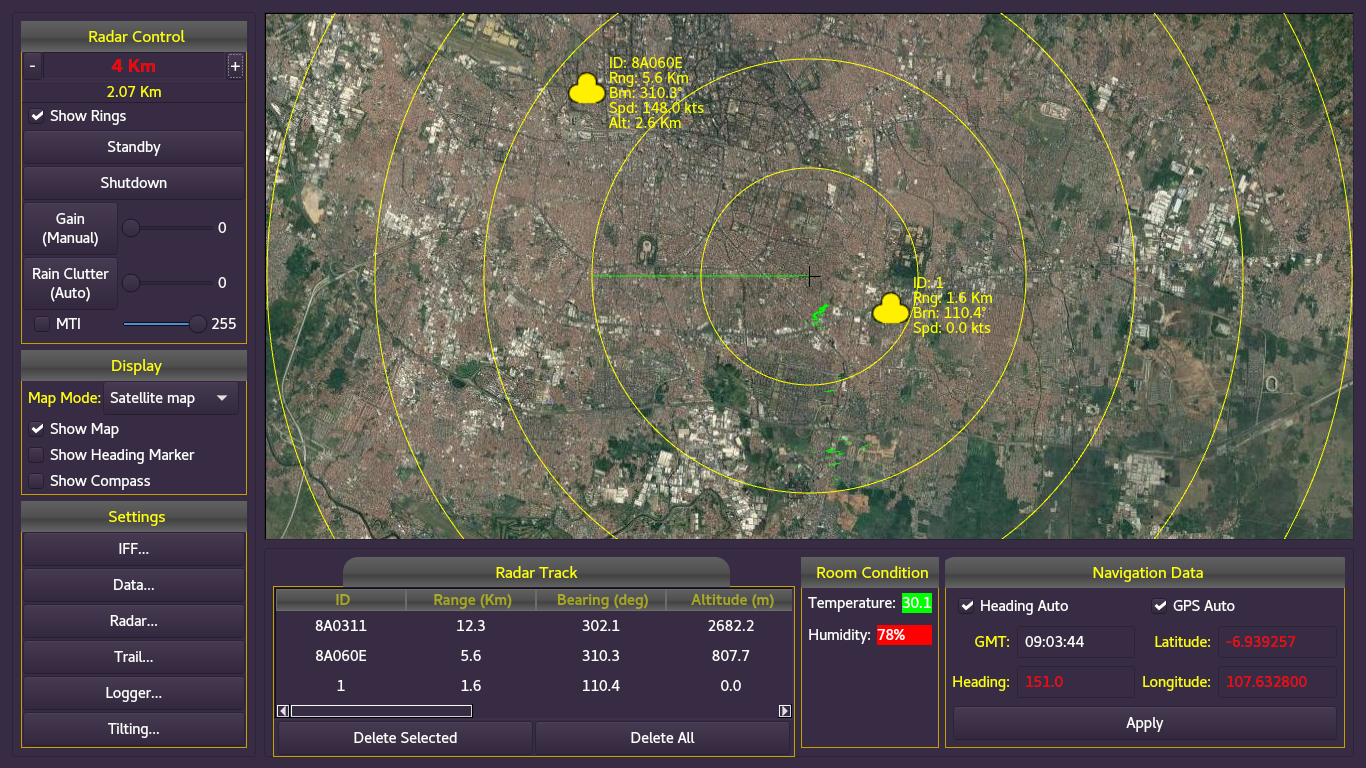 Radar Control
- 4 Km +
2.07 Km
Show Rings
Standby
Shutdown
Gain
(Manual)
0
Rain Clutter
(Auto)
0
MTI
255
Display
Map Mode: Satellite map
Show Map
Show Heading Marker
Show Compass
Settings
IFF...
Data...
Radar...
Trail...
Logger...
Tilting...
ID: 8A060E
Rng: 5.6 Km
Brn: 310.3°
Spd: 148.0 kts
Alt: 2.6 Km
ID: 1
Rng: 1.6 Km
Brn: 110.4°
Spd: 0.0 kts
Radar Track
ID Range (Km) Bearing (deg) Altitude (m)
8A0311 12.3 302.1 2682.2
8A060E 5.6 310.3 807.7
1 1.6 110.4 0.0
Delete Selected Delete All
Room Condition
Temperature: 30.1
Humidity: 78%
Navigation Data
Heading Auto GPS Auto
GMT: 09:03:44 Latitude: -6.939257
Heading: 151.0 Longitude: 107.632800
Apply